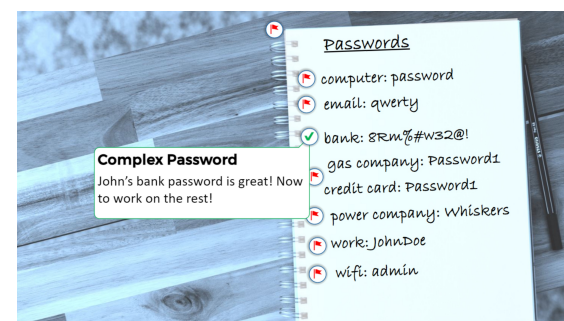 Passwords
computer: password
email: qwerty
bank: 8Rm%#w32@!
Complex Password
John's bank password is great! Now
to work on the rest!
gas company: Password1
credit card: Password1
power company: Whiskers
work: JohnDoe
wifi: admin